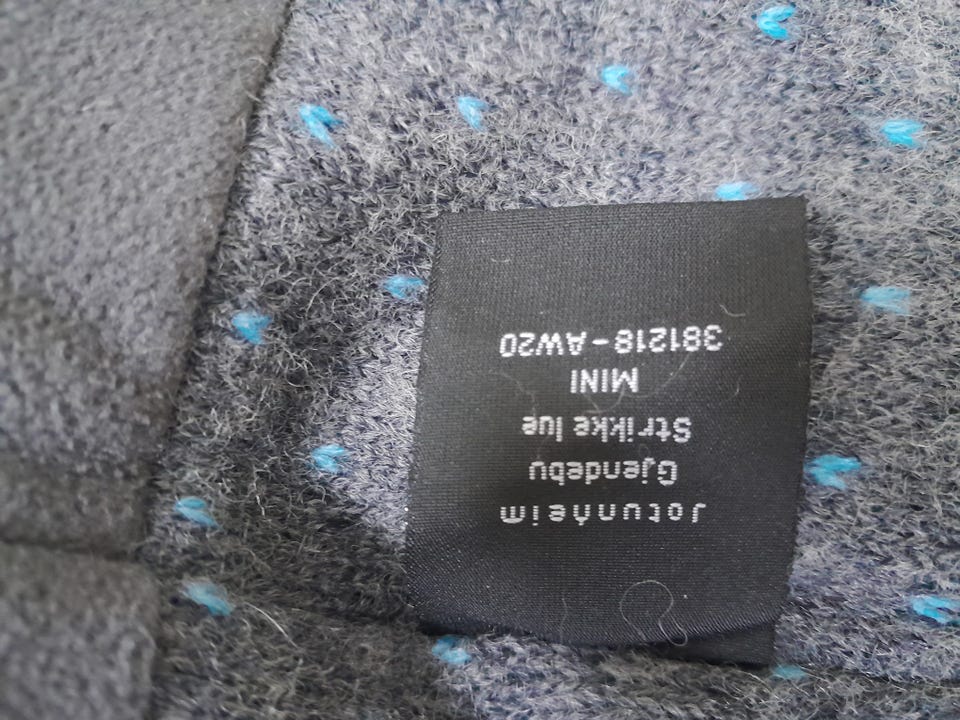 Jotunheim
Gjendebu
Strikke lue
MINI
381218-AW20